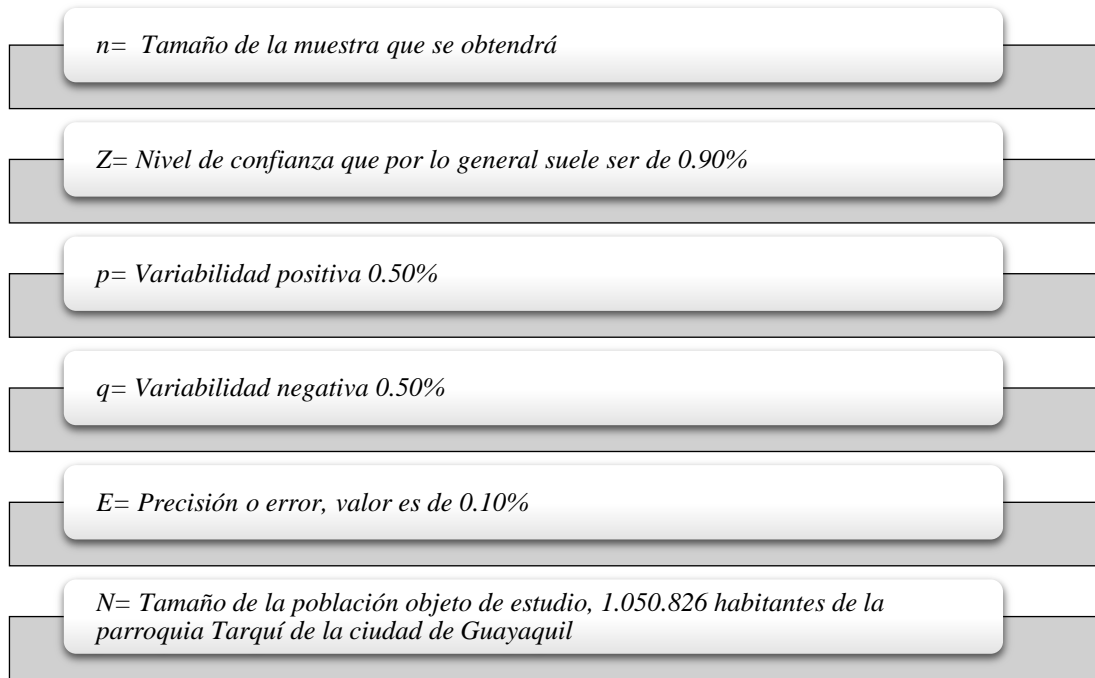 n= Tamaño de la muestra que se obtendrá
Z= Nivel de confianza que por lo general suele ser de 0.90%
p= Variabilidad positiva 0.50%
q= Variabilidad negativa 0.50%
E= Precisión o error, valor es de 0.10%
N= Tamaño de la población objeto de estudio, 1.050.826 habitantes de la
parroquia Tarquí de la ciudad de Guayaquil